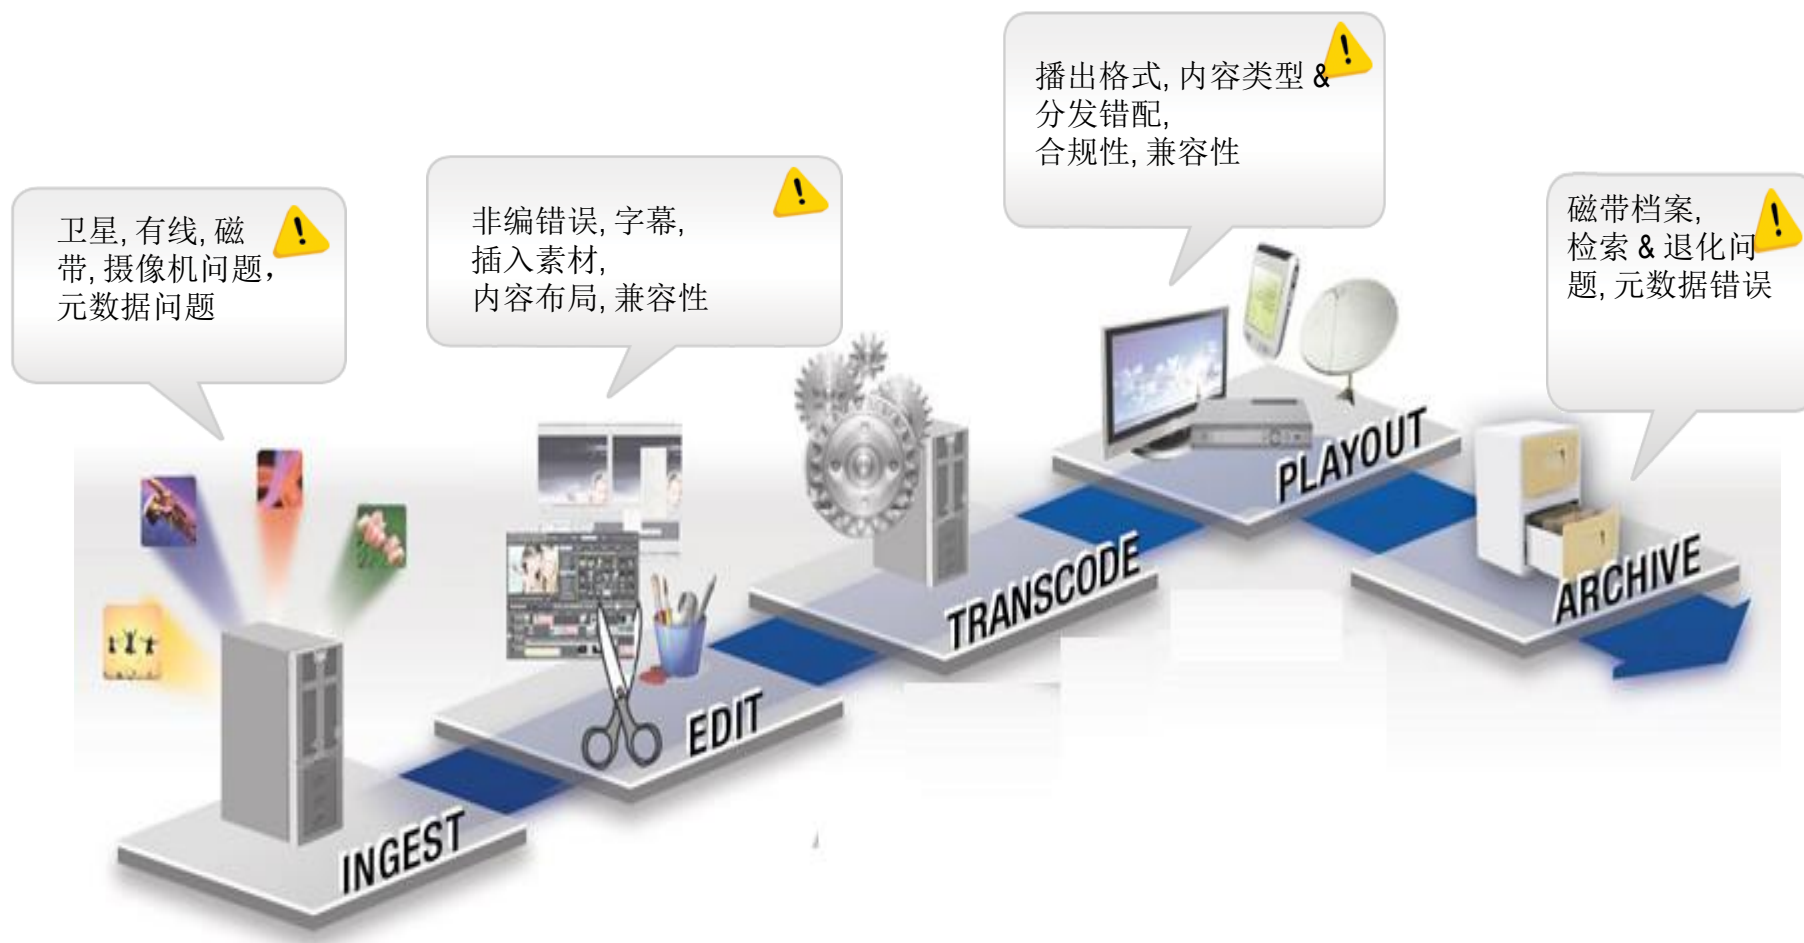 播出格式, 内容类型 &
分发错配,
合规性, 兼容性
非编错误, 字幕,
插入素材,
内容布局, 兼容性
卫星, 有线, 磁
带, 摄像机问题，
元数据问题
磁带档案,
检索 & 退化问
题, 元数据错误
INGEST
EDIT
TRANSCODE
PLAYOUT
ARCHIVE